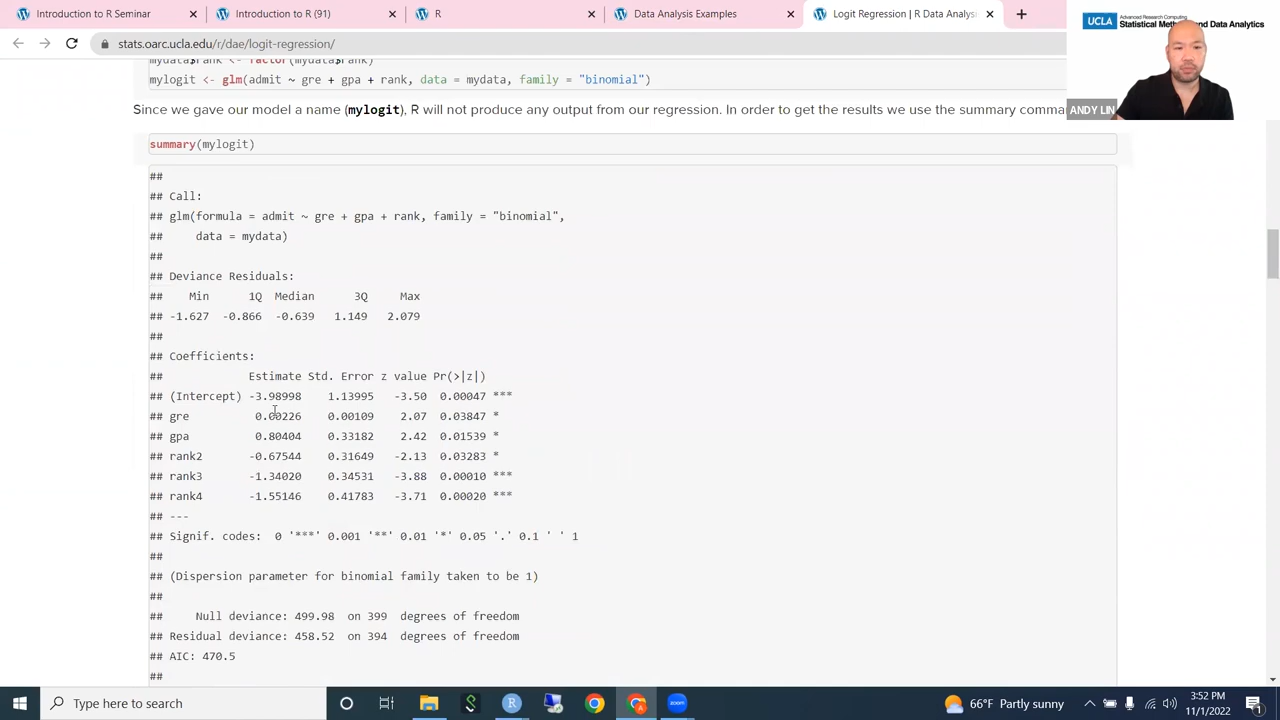 Introduction to R Seminar
Introduction to R (91)
R
Data Analysis Examples
Logit Regression | R Data Analys
stats.oarc.ucla.edu/r/dae/logit-regression/
UCLA
Advanced Research Computing
Statistical Methods and Data Analytics
ANDY LIN
mydata$rank <- factor(mydata$rank)
mylogit <- glm(admit ~ gre + gpa + rank, data = mydata, family = "binomial")
Since we gave our model a name (mylogit), R will not produce any output from our regression. In order to get the results we use the summary comma
summary(mylogit)
##
## Call:
## glm(formula = admit ~ gre + gpa + rank, family = "binomial",
##     data = mydata)
##
## Deviance Residuals:
##    Min      1Q  Median      3Q     Max
## -1.627  -0.866  -0.639   1.149   2.079
##
## Coefficients:
##             Estimate Std. Error z value Pr(>|z|)
## (Intercept) -3.98998    1.13995   -3.50  0.00047 ***
## gre          0.00226    0.00109    2.07  0.03847 *
## gpa          0.80404    0.33182    2.42  0.01539 *
## rank2       -0.67544    0.31649   -2.13  0.03283 *
## rank3       -1.34020    0.34531   -3.88  0.00010 ***
## rank4       -1.55146    0.41783   -3.71  0.00020 ***
## ---
## Signif. codes:  0 '***' 0.001 '**' 0.01 '*' 0.05 '.' 0.1 ' ' 1
##
## (Dispersion parameter for binomial family taken to be 1)
##
##     Null deviance: 499.98  on 399  degrees of freedom
## Residual deviance: 458.52  on 394  degrees of freedom
## AIC: 470.5
##
Type here to search
66°F Partly sunny
3:52 PM
11/1/2022